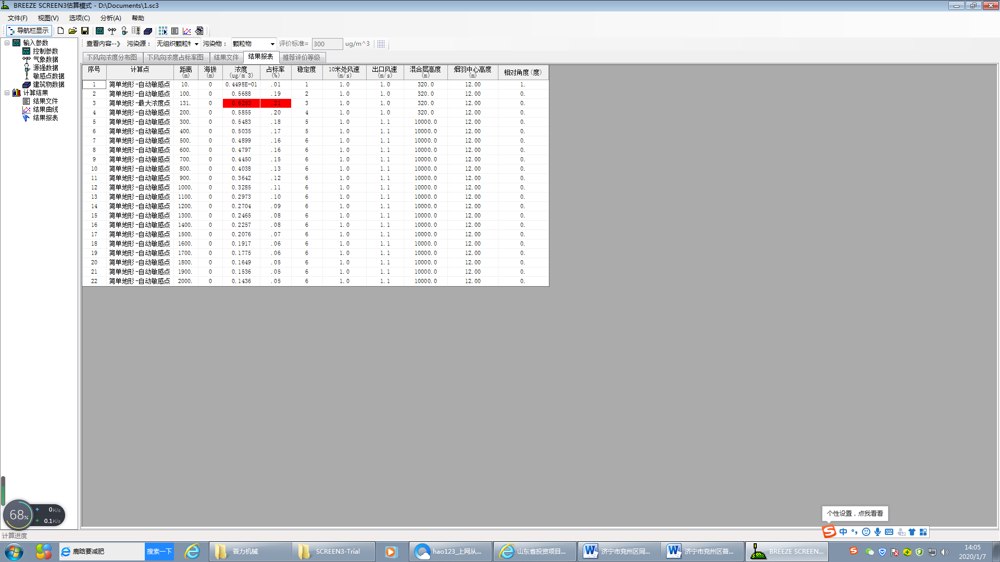 BREEZE SCREEN3估算模式 - D:\Documents\1.sc3
文件(F) 视图(V) 选项(C) 分析(A) 帮助
导航栏显示
输入参数
控制参数
气象数据
源强数据
敏感点数据
建筑物数据
计算结果
结果文件
结果曲线
结果报表
查看内容--》 污染源： 无组织颗粒 污染物： 颗粒物 评价标准= 300 ug/m^3
下风向浓度分布图 下风向浓度占标率图 结果文件 结果报表 推荐评价等级
序号 计算点 距离(m) 海拔(m) 浓度(ug/m^3) 占标率(%) 稳定度 10米处风速(m/s) 出口风速(m/s) 混合层高度(m) 烟羽中心高度(m) 相对角度(度)
1 简单地形-自动敏感点 10. 0 0.4498E-01 .01 1 1.0 1.0 320.0 12.00 1.
2 简单地形-自动敏感点 100. 0 0.5688 .19 2 1.0 1.0 320.0 12.00 0.
3 简单地形-最大浓度点 131. 0 0.6253 .21 3 1.0 1.0 320.0 12.00 0.
4 简单地形-自动敏感点 200. 0 0.5855 .20 4 1.0 1.0 320.0 12.00 0.
5 简单地形-自动敏感点 300. 0 0.5483 .18 5 1.0 1.1 10000.0 12.00 0.
6 简单地形-自动敏感点 400. 0 0.5035 .17 5 1.0 1.1 10000.0 12.00 0.
7 简单地形-自动敏感点 500. 0 0.4899 .16 6 1.0 1.1 10000.0 12.00 0.
8 简单地形-自动敏感点 600. 0 0.4797 .16 6 1.0 1.1 10000.0 12.00 0.
9 简单地形-自动敏感点 700. 0 0.4450 .15 6 1.0 1.1 10000.0 12.00 0.
10 简单地形-自动敏感点 800. 0 0.4038 .13 6 1.0 1.1 10000.0 12.00 0.
11 简单地形-自动敏感点 900. 0 0.3642 .12 6 1.0 1.1 10000.0 12.00 0.
12 简单地形-自动敏感点 1000. 0 0.3285 .11 6 1.0 1.1 10000.0 12.00 0.
13 简单地形-自动敏感点 1100. 0 0.2973 .10 6 1.0 1.1 10000.0 12.00 0.
14 简单地形-自动敏感点 1200. 0 0.2704 .09 6 1.0 1.1 10000.0 12.00 0.
15 简单地形-自动敏感点 1300. 0 0.2465 .08 6 1.0 1.1 10000.0 12.00 0.
16 简单地形-自动敏感点 1400. 0 0.2257 .08 6 1.0 1.1 10000.0 12.00 0.
17 简单地形-自动敏感点 1500. 0 0.2076 .07 6 1.0 1.1 10000.0 12.00 0.
18 简单地形-自动敏感点 1600. 0 0.1917 .06 6 1.0 1.1 10000.0 12.00 0.
19 简单地形-自动敏感点 1700. 0 0.1775 .06 6 1.0 1.1 10000.0 12.00 0.
20 简单地形-自动敏感点 1800. 0 0.1649 .05 6 1.0 1.1 10000.0 12.00 0.
21 简单地形-自动敏感点 1900. 0 0.1536 .05 6 1.0 1.1 10000.0 12.00 0.
22 简单地形-自动敏感点 2000. 0 0.1436 .05 6 1.0 1.1 10000.0 12.00 0.
68% 0K/s
0.1K/s
个性设置，点我看看
中
计算进度
鹿晗要减肥 搜索一下 普力机械 SCREEN3-Trial hao123_上网从... 山东省投资项目... 济宁市兖州区同... 济宁市兖州区普... BREEZE SCREEN... 14:05
2020/1/7